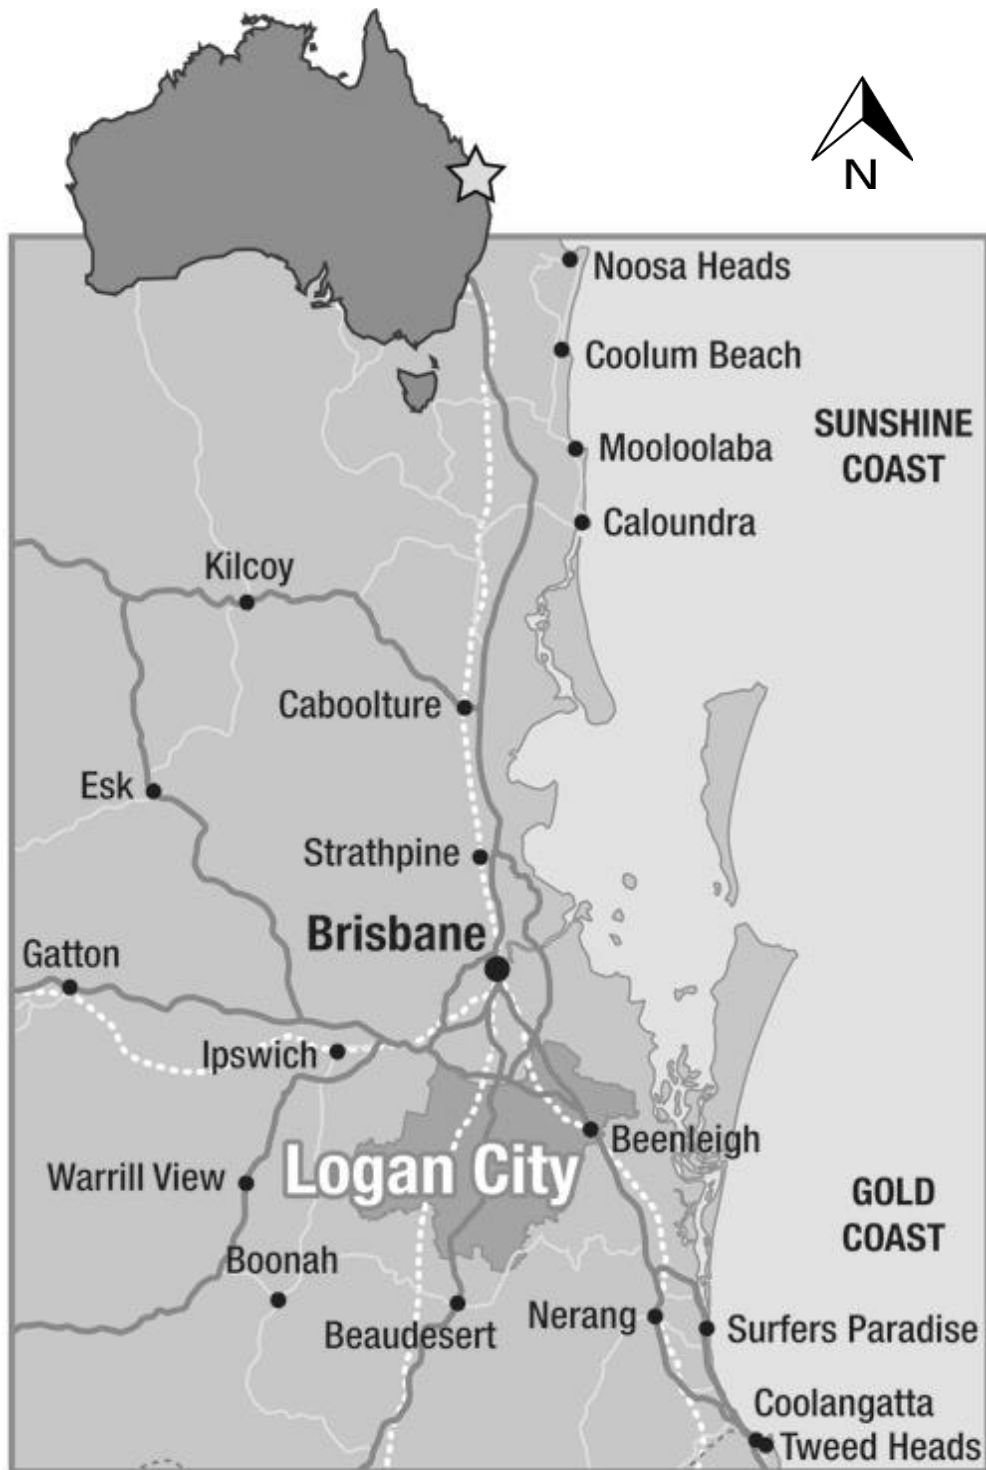 N
Noosa Heads
Coolum Beach
SUNSHINE
COAST
Mooloolaba
Caloundra
Kilcoy
Caboolture
Esk
Strathpine
Brisbane
Gatton
Ipswich
Beenleigh
Logan City
Warrill View
GOLD
COAST
Boonah
Nerang
Beaudesert
Surfers Paradise
Coolangatta
Tweed Heads